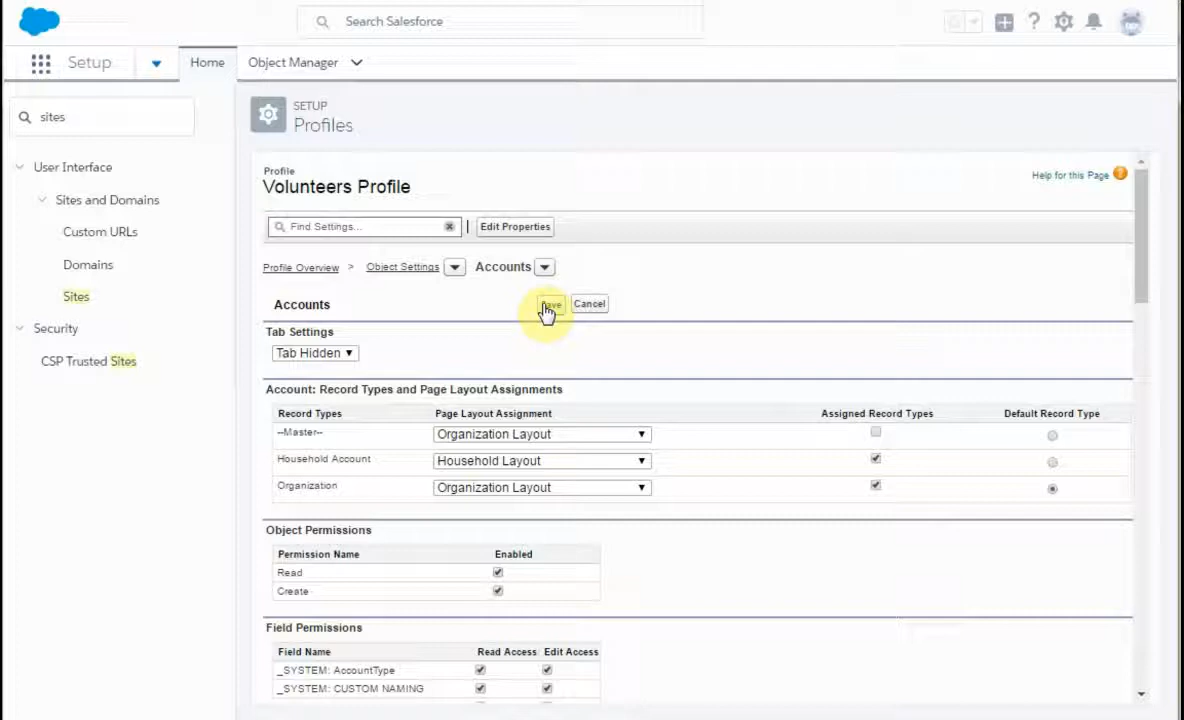 Search Salesforce
Setup
Home
Object Manager
sites
User Interface
Sites and Domains
Custom URLs
Domains
Sites
Security
CSP Trusted Sites
SETUP
Profiles
Profile
Volunteers Profile
Help for this Page
Find Settings...
Edit Properties
Profile Overview > Object Settings Accounts
Accounts
Cancel
Tab Settings
Tab Hidden
Account: Record Types and Page Layout Assignments
Record Types Page Layout Assignment Assigned Record Types Default Record Type
--Master-- Organization Layout
Household Account Household Layout
Organization Organization Layout
Object Permissions
Permission Name Enabled
Read
Create
Field Permissions
Field Name Read Access Edit Access
_SYSTEM: AccountType
_SYSTEM: CUSTOM NAMING